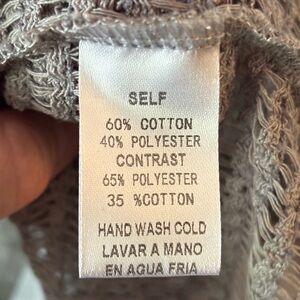 SELF
60% COTTON
40% POLYESTER
CONTRAST
65% POLYESTER
35 %COTTON
HAND WASH COLD
LAVAR A MANO
EN AGUA FRIA